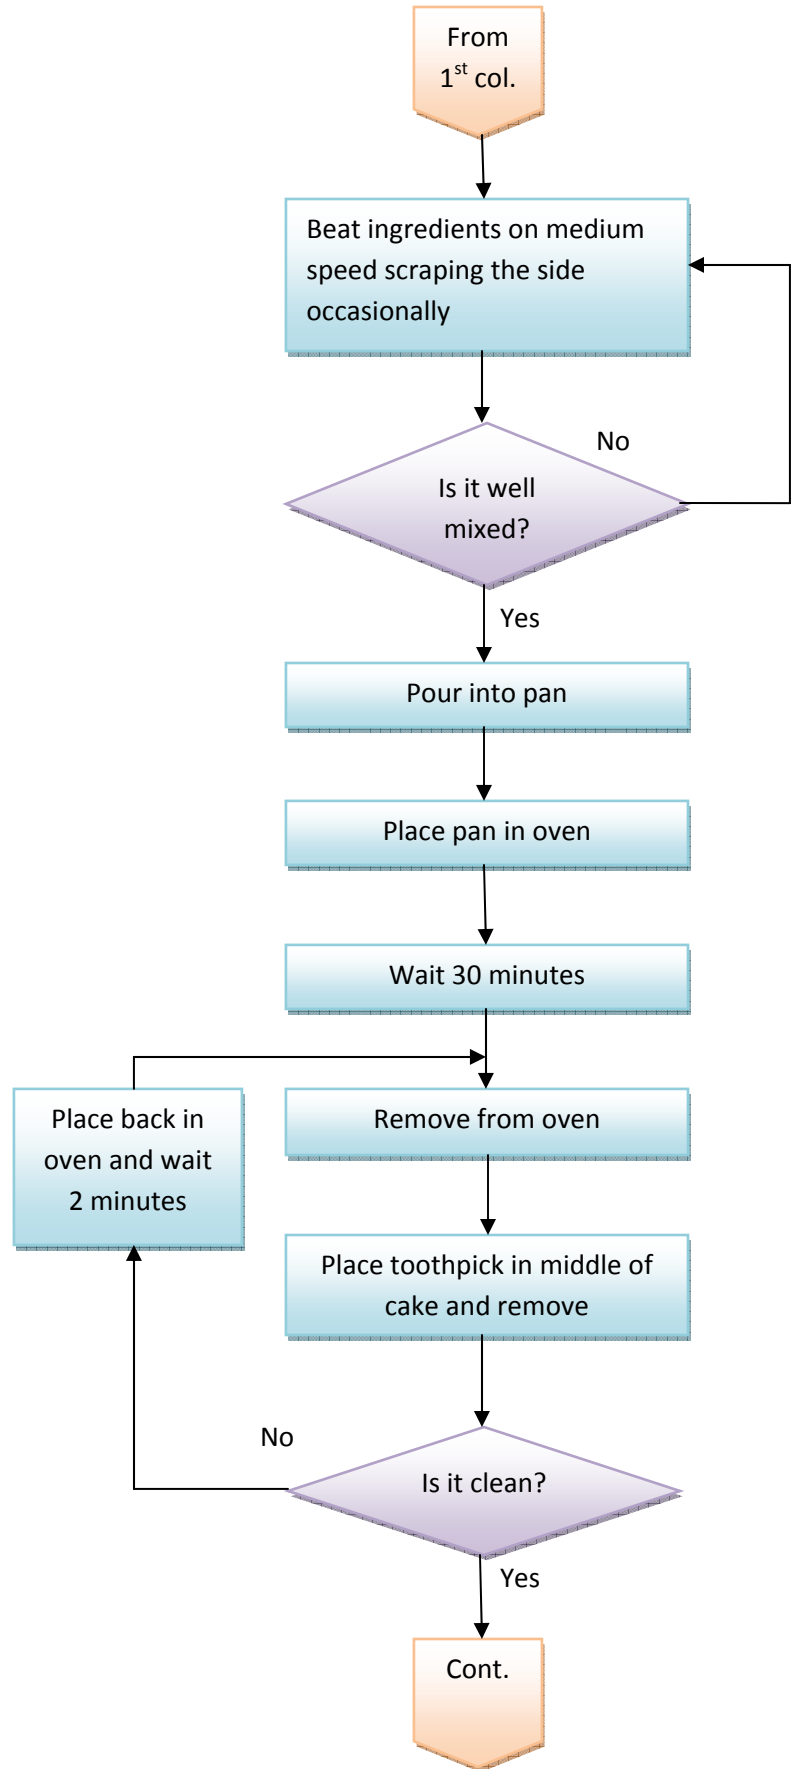 From
1st col.
Beat ingredients on medium
speed scraping the side
occasionally
No
Is it well
mixed?
Yes
Pour into pan
Place pan in oven
Wait 30 minutes
Place back in
oven and wait
2 minutes
Remove from oven
Place toothpick in middle of
cake and remove
No
Is it clean?
Yes
Cont.